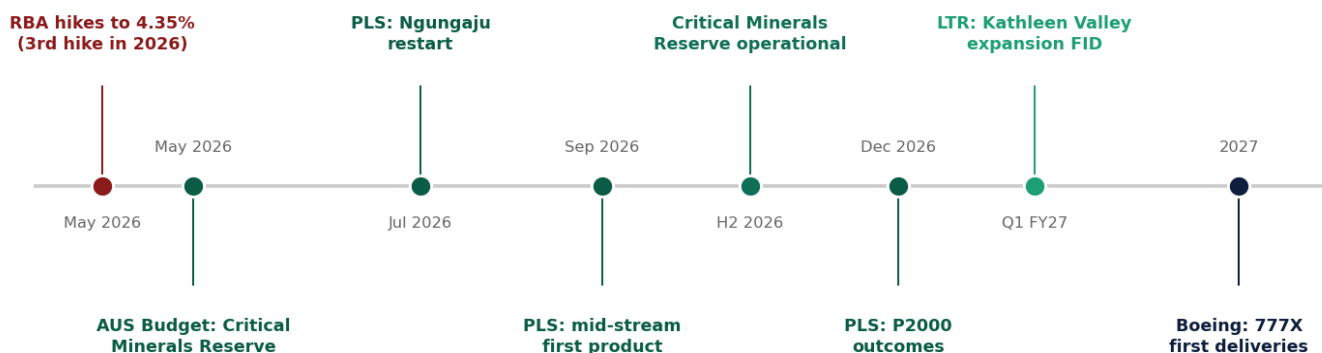 RBA hikes to 4.35%
(3rd hike in 2026)
PLS: Ngungaju
restart
Critical Minerals
Reserve operational
LTR: Kathleen Valley
expansion FID
May 2026
Sep 2026
Dec 2026
2027
May 2026
Jul 2026
H2 2026
Q1 FY27
AUS Budget: Critical
Minerals Reserve
PLS: mid-stream
first product
PLS: P2000
outcomes
Boeing: 777X
first deliveries